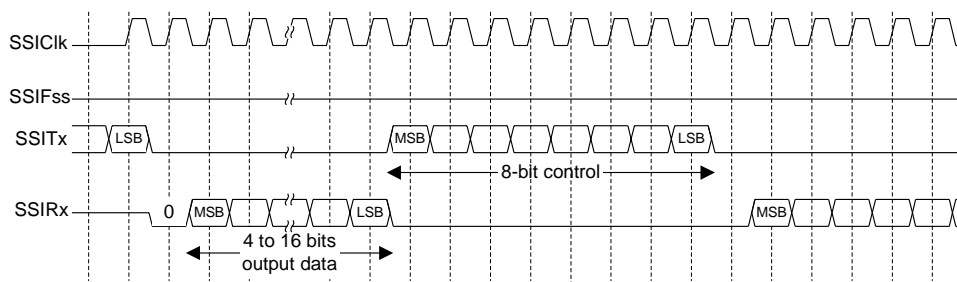 SSIClk
SSIFss
SSITx
LSB
MSB
LSB
8-bit control
SSIRx
0
MSB
LSB
MSB
4 to 16 bits
output data